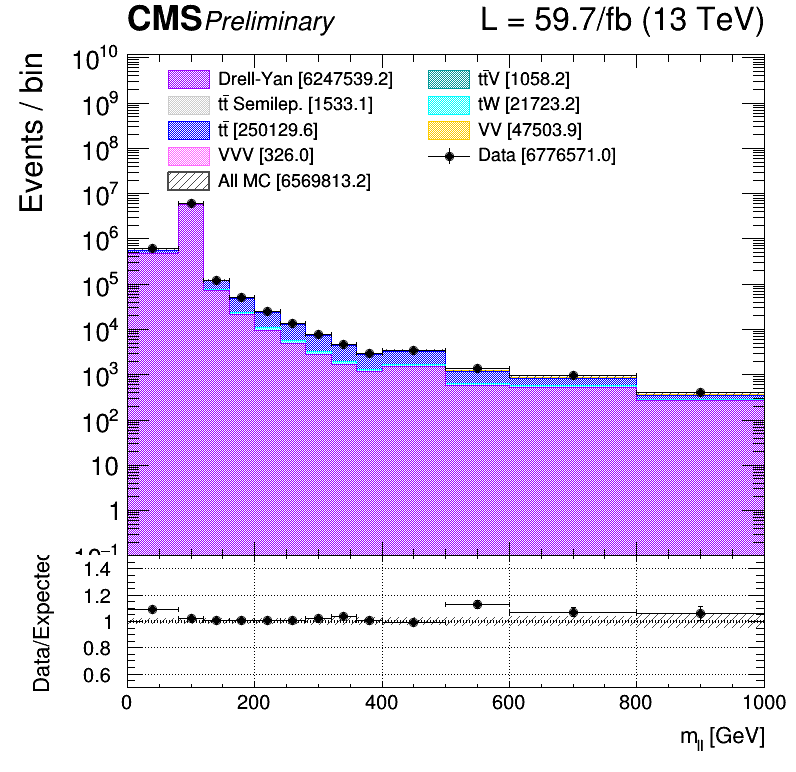 CMS Preliminary L = 59.7/fb (13 TeV)
Events / bin
10^10
10^9
10^8
10^7
10^6
10^5
10^4
10^3
10^2
10
1
10^−1
Drell-Yan [6247539.2]
tt̄ Semilep. [1533.1]
tt̄ [250129.6]
VVV [326.0]
All MC [6569813.2]
tt̄V [1058.2]
tW [21723.2]
VV [47503.9]
Data [6776571.0]
Data/Expected
1.4
1.2
1
0.8
0.6
0 200 400 600 800 1000
m_ll [GeV]